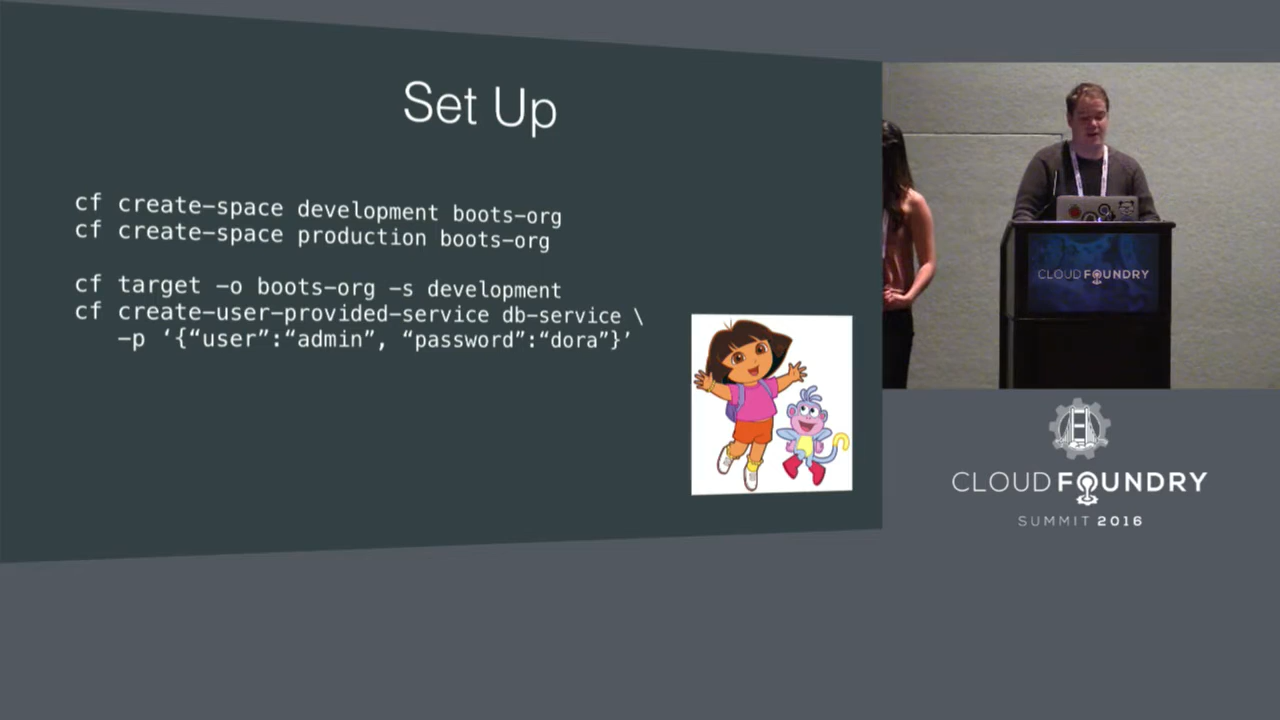 Set Up
cf create-space development boots-org
cf create-space production boots-org
cf target -o boots-org -s development
cf create-user-provided-service db-service \
-p ‘{“user”:“admin”, “password”:“dora”}’
CLOUD FOUNDRY
CLOUD FOUNDRY
SUMMIT 2016